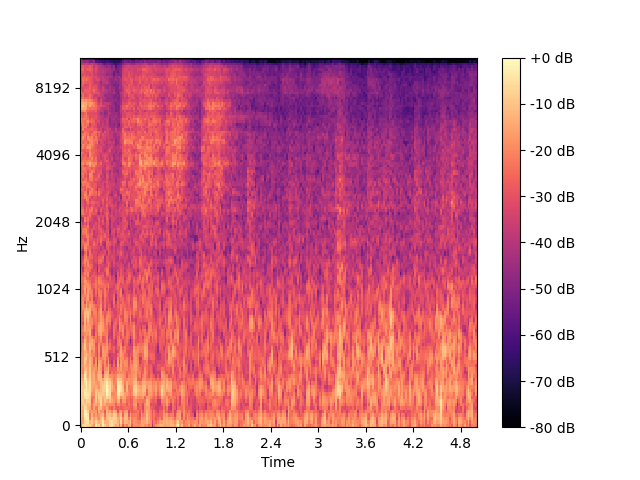 +0 dB
8192
-10 dB
4096
-20 dB
-30 dB
2048
Hz
-40 dB
1024
-50 dB
-60 dB
512
-70 dB
0
-80 dB
0 0.6 1.2 1.8 2.4 3 3.6 4.2 4.8
Time